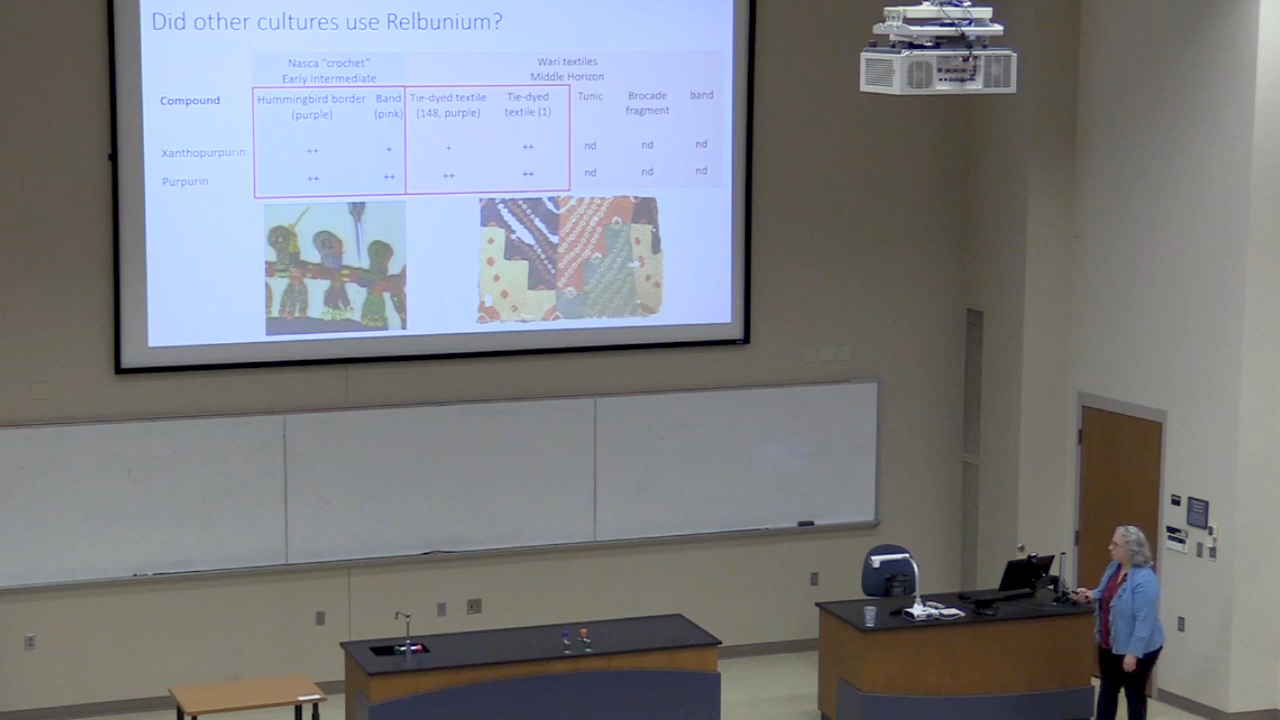 Did other cultures use Relbunium?
Nasca "crochet"
Early Intermediate
Wari textiles
Middle Horizon
Compound
Hummingbird border
(purple)
Band
(pink)
Tie-dyed textile
(148, purple)
Tie-dyed
textile (1)
Tunic
Brocade
fragment
band
Xanthopurpurin ++ + + ++ nd nd nd
Purpurin ++ ++ ++ ++ nd nd nd